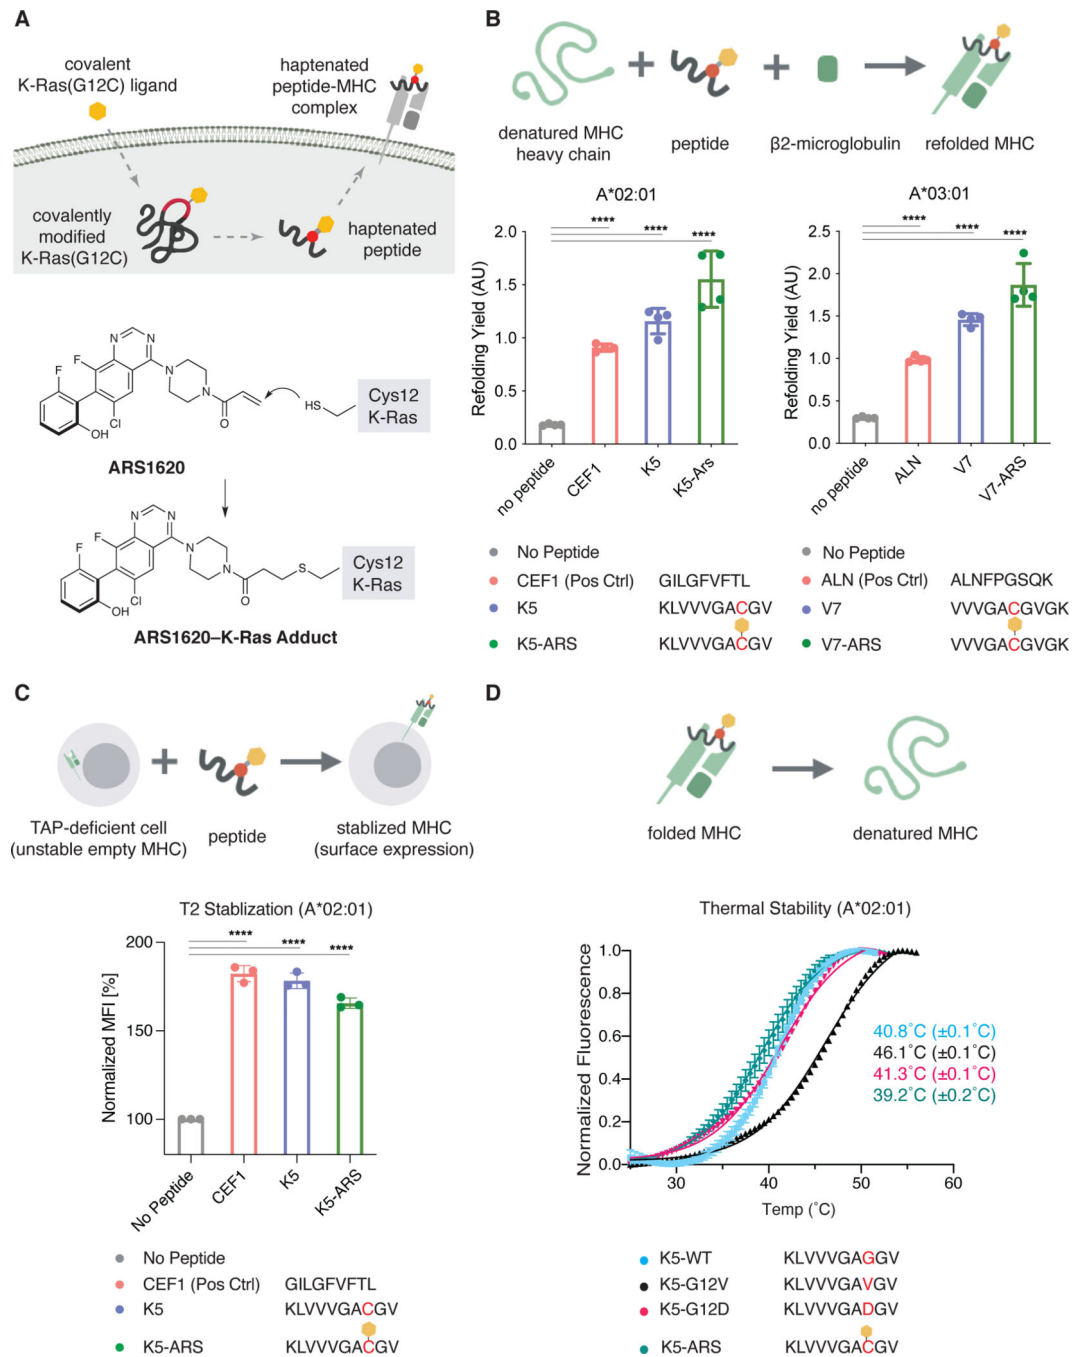 A
covalent
K-Ras(G12C) ligand
haptenated
peptide-MHC
complex
covalently
modified
K-Ras(G12C)
haptenated
peptide
N
N
F
F
N
N
O
Cl
OH
HS
Cys12
K-Ras
ARS1620
N
N
F
F
N
N
O
S
Cl
OH
Cys12
K-Ras
ARS1620–K-Ras Adduct
B
denatured MHC
heavy chain
peptide
β2-microglobulin
refolded MHC
A*02:01
Refolding Yield (AU)
2.0
1.5
1.0
0.5
0.0
****
****
****
no peptide
CEF1
K5
K5-Ars
No Peptide
CEF1 (Pos Ctrl) GILGFVFTL
K5 KLVVVGACGV
K5-ARS KLVVVGACGV
A*03:01
Refolding Yield (AU)
2.5
2.0
1.5
1.0
0.5
0.0
****
****
****
no peptide
ALN
V7
V7-ARS
No Peptide
ALN (Pos Ctrl) ALNFPGSQK
V7 VVVGACGVGK
V7-ARS VVVGACGVGK
C
TAP-deficient cell
(unstable empty MHC)
peptide
stablized MHC
(surface expression)
T2 Stablization (A*02:01)
Normalized MFI [%]
200
150
100
****
****
****
No Peptide
CEF1
K5
K5-ARS
No Peptide
CEF1 (Pos Ctrl) GILGFVFTL
K5 KLVVVGACGV
K5-ARS KLVVVGACGV
D
folded MHC
denatured MHC
Thermal Stability (A*02:01)
Normalized Fluorescence
1.0
0.8
0.6
0.4
0.2
0.0
40.8˚C (±0.1˚C)
46.1˚C (±0.1˚C)
41.3˚C (±0.1˚C)
39.2˚C (±0.2˚C)
30
40
50
60
Temp (˚C)
K5-WT KLVVVGAGGV
K5-G12V KLVVVGAVGV
K5-G12D KLVVVGADGV
K5-ARS KLVVVGACGV